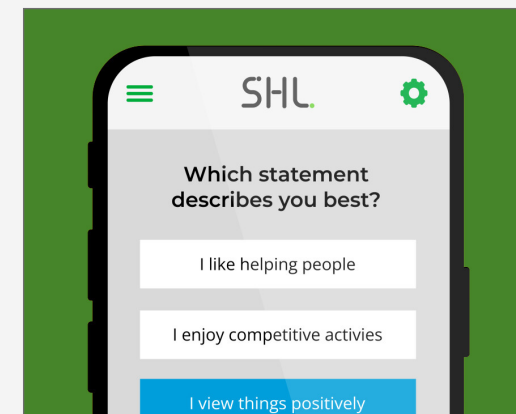 SHL.
Which statement
describes you best?
I like helping people
I enjoy competitive activies
I view things positively